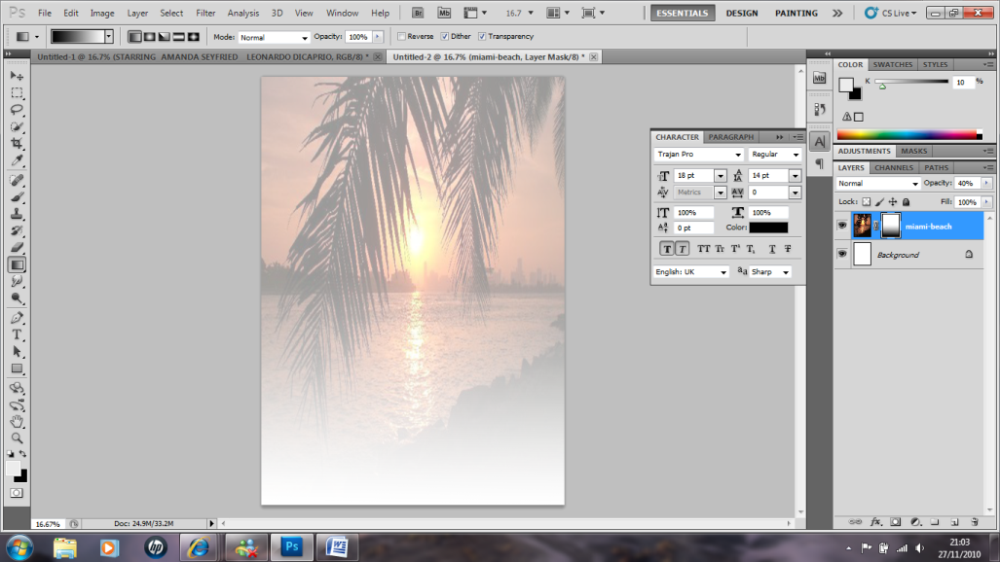 Ps File Edit Image Layer Select Filter Analysis 3D View Window Help Br Mb 16.7 ESSENTIALS DESIGN PAINTING CS Live
Mode: Normal Opacity: 100% Reverse Dither Transparency
Untitled-1 @ 16.7% (STARRING AMANDA SEYFRIED LEONARDO DICAPRIO, RGB/8) * Untitled-2 @ 16.7% (miami-beach, Layer Mask/8) *
COLOR SWATCHES STYLES
K 10 %
Mb
CHARACTER PARAGRAPH
Trajan Pro Regular
18 pt 14 pt
Metrics 0
100% 100%
0 pt Color:
T T TT Tr T¹ T₁ T T
English: UK aa Sharp
ADJUSTMENTS MASKS
LAYERS CHANNELS PATHS
Normal Opacity: 40%
Lock: Fill: 100%
miami-beach
Background
16.67% Doc: 24.9M/33.2M
hp Ps W
21:03
27/11/2010